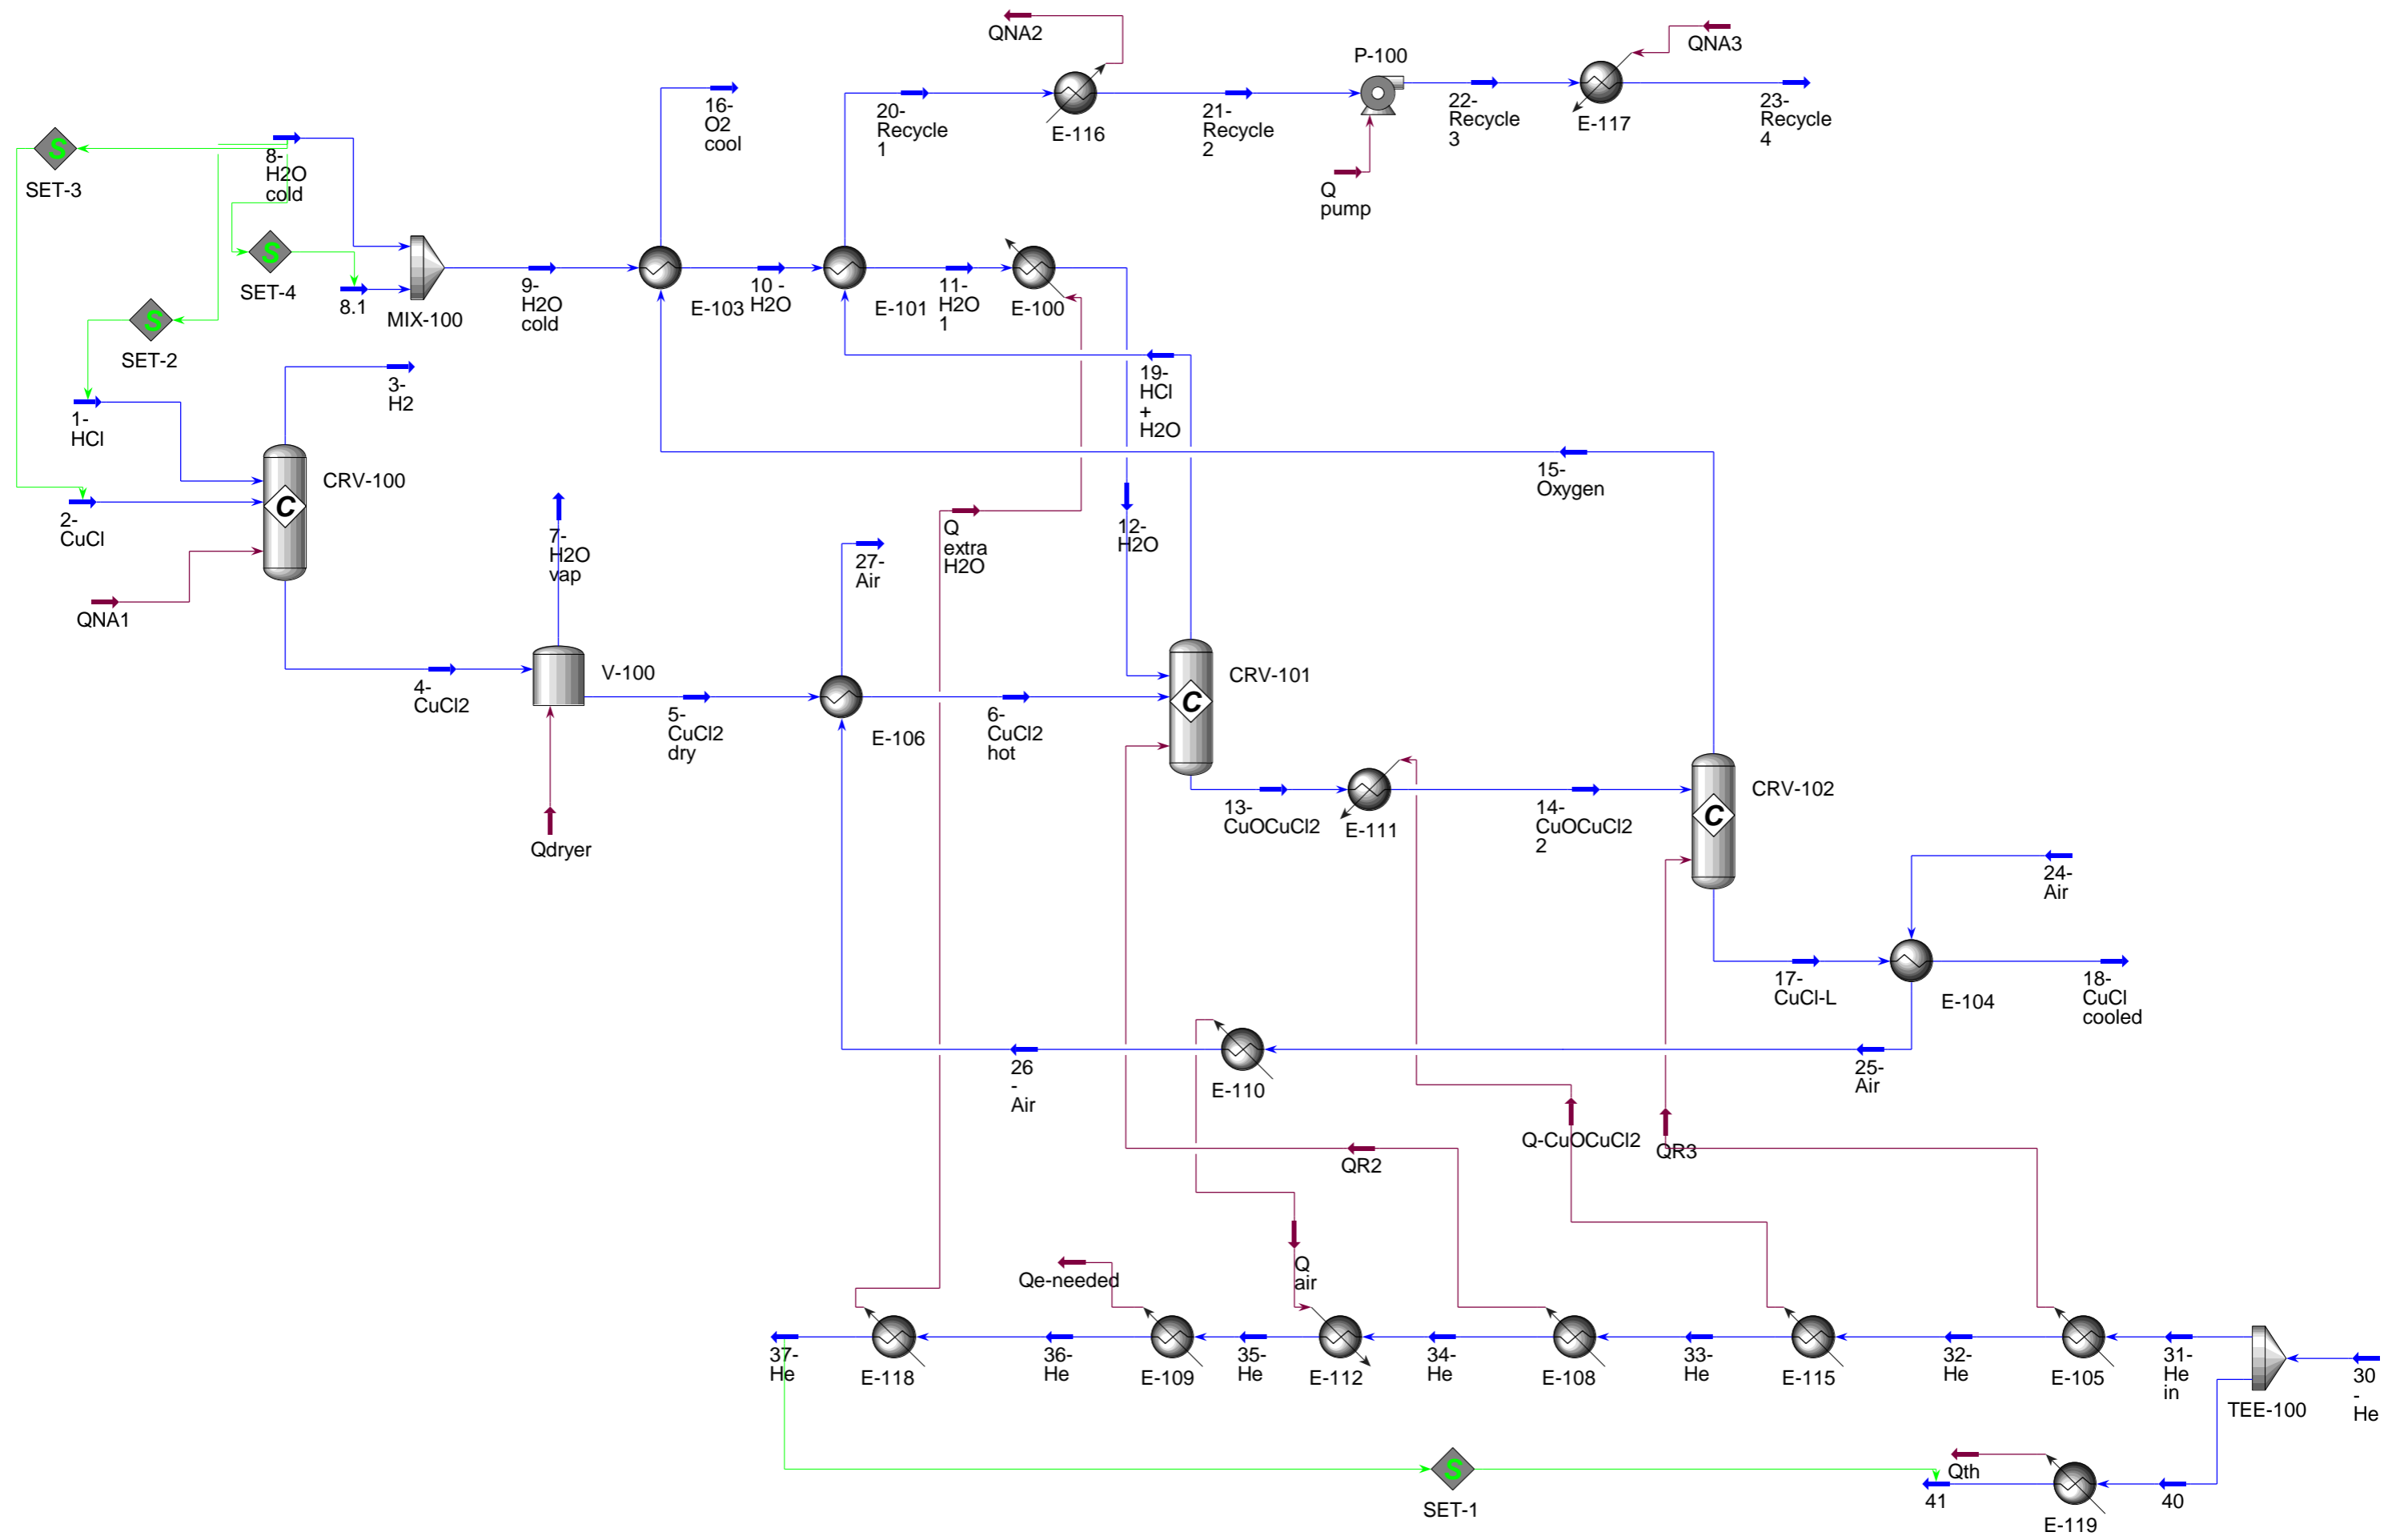 QNA2
QNA3
P-100
16-
O2
cool
20-
Recycle
1
E-116
21-
Recycle
2
22-
Recycle
3
E-117
23-
Recycle
4
Q
pump
S
SET-3
8-
H2O
cold
S
SET-4
8.1
MIX-100
9-
H2O
cold
E-103
10 -
H2O
E-101
11-
H2O
1
E-100
S
SET-2
3-
H2
19-
HCl
+
H2O
1-
HCl
CRV-100
C
2-
CuCl
15-
Oxygen
7-
H2O
vap
Q
extra
H2O
12-
H2O
27-
Air
QNA1
V-100
4-
CuCl2
5-
CuCl2
dry
E-106
6-
CuCl2
hot
CRV-101
C
13-
CuOCuCl2
E-111
14-
CuOCuCl2
2
CRV-102
C
Qdryer
24-
Air
17-
CuCl-L
E-104
18-
CuCl
cooled
26
-
Air
E-110
25-
Air
QR2
Q-CuOCuCl2
QR3
Qe-needed
Q
air
37-
He
E-118
36-
He
E-109
35-
He
E-112
34-
He
E-108
33-
He
E-115
32-
He
E-105
31-
He
in
TEE-100
30
-
He
S
SET-1
Qth
41
E-119
40